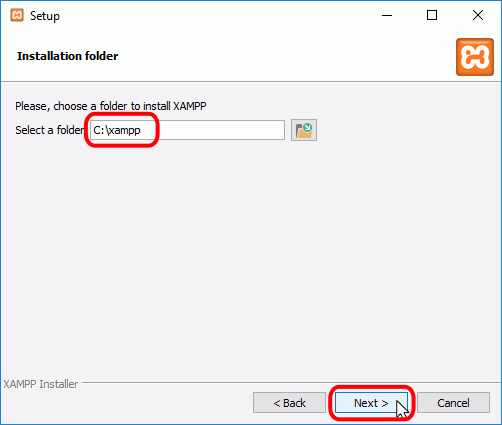 Setup
Installation folder
Please, choose a folder to install XAMPP
Select a folder C:\xampp
XAMPP Installer
< Back Next > Cancel